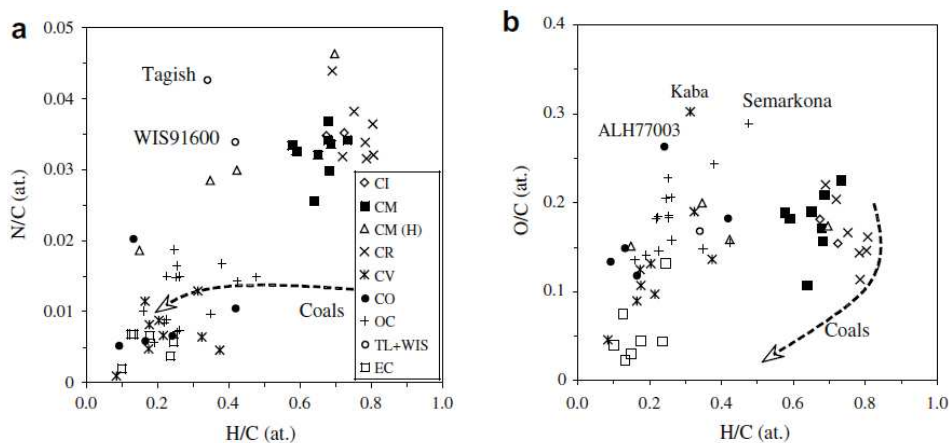 a
N/C (at.)
0.05
0.04
0.03
0.02
0.01
0
Tagish
WIS91600
CI
CM
CM (H)
CR
CV
CO
OC
TL+WIS
EC
Coals
0.0 0.2 0.4 0.6 0.8 1.0
H/C (at.)
b
O/C (at.)
0.4
0.3
0.2
0.1
0
Kaba
Semarkona
ALH77003
Coals
0.0 0.2 0.4 0.6 0.8 1.0
H/C (at.)